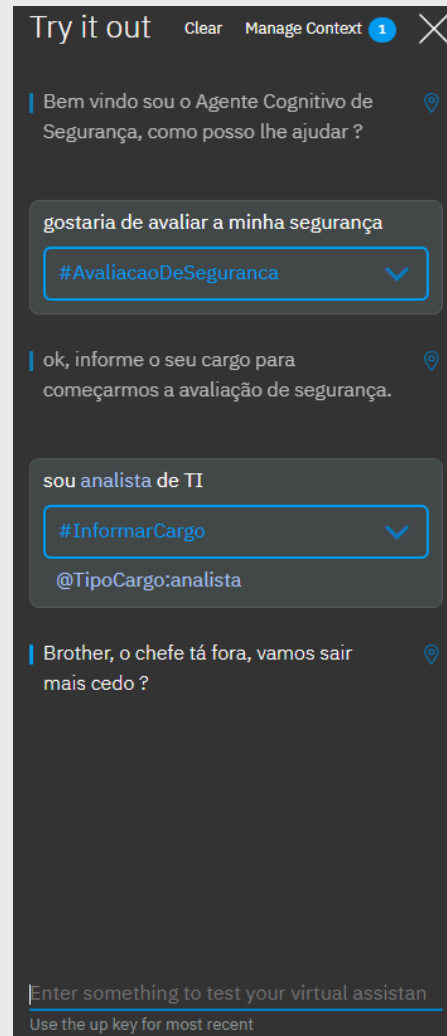 Try it out Clear Manage Context 1
Bem vindo sou o Agente Cognitivo de
Segurança, como posso lhe ajudar ?
gostaria de avaliar a minha segurança
#AvaliacaoDeSeguranca
ok, informe o seu cargo para
começarmos a avaliação de segurança.
sou analista de TI
#InformarCargo
@TipoCargo:analista
Brother, o chefe tá fora, vamos sair
mais cedo ?
Enter something to test your virtual assistan
Use the up key for most recent